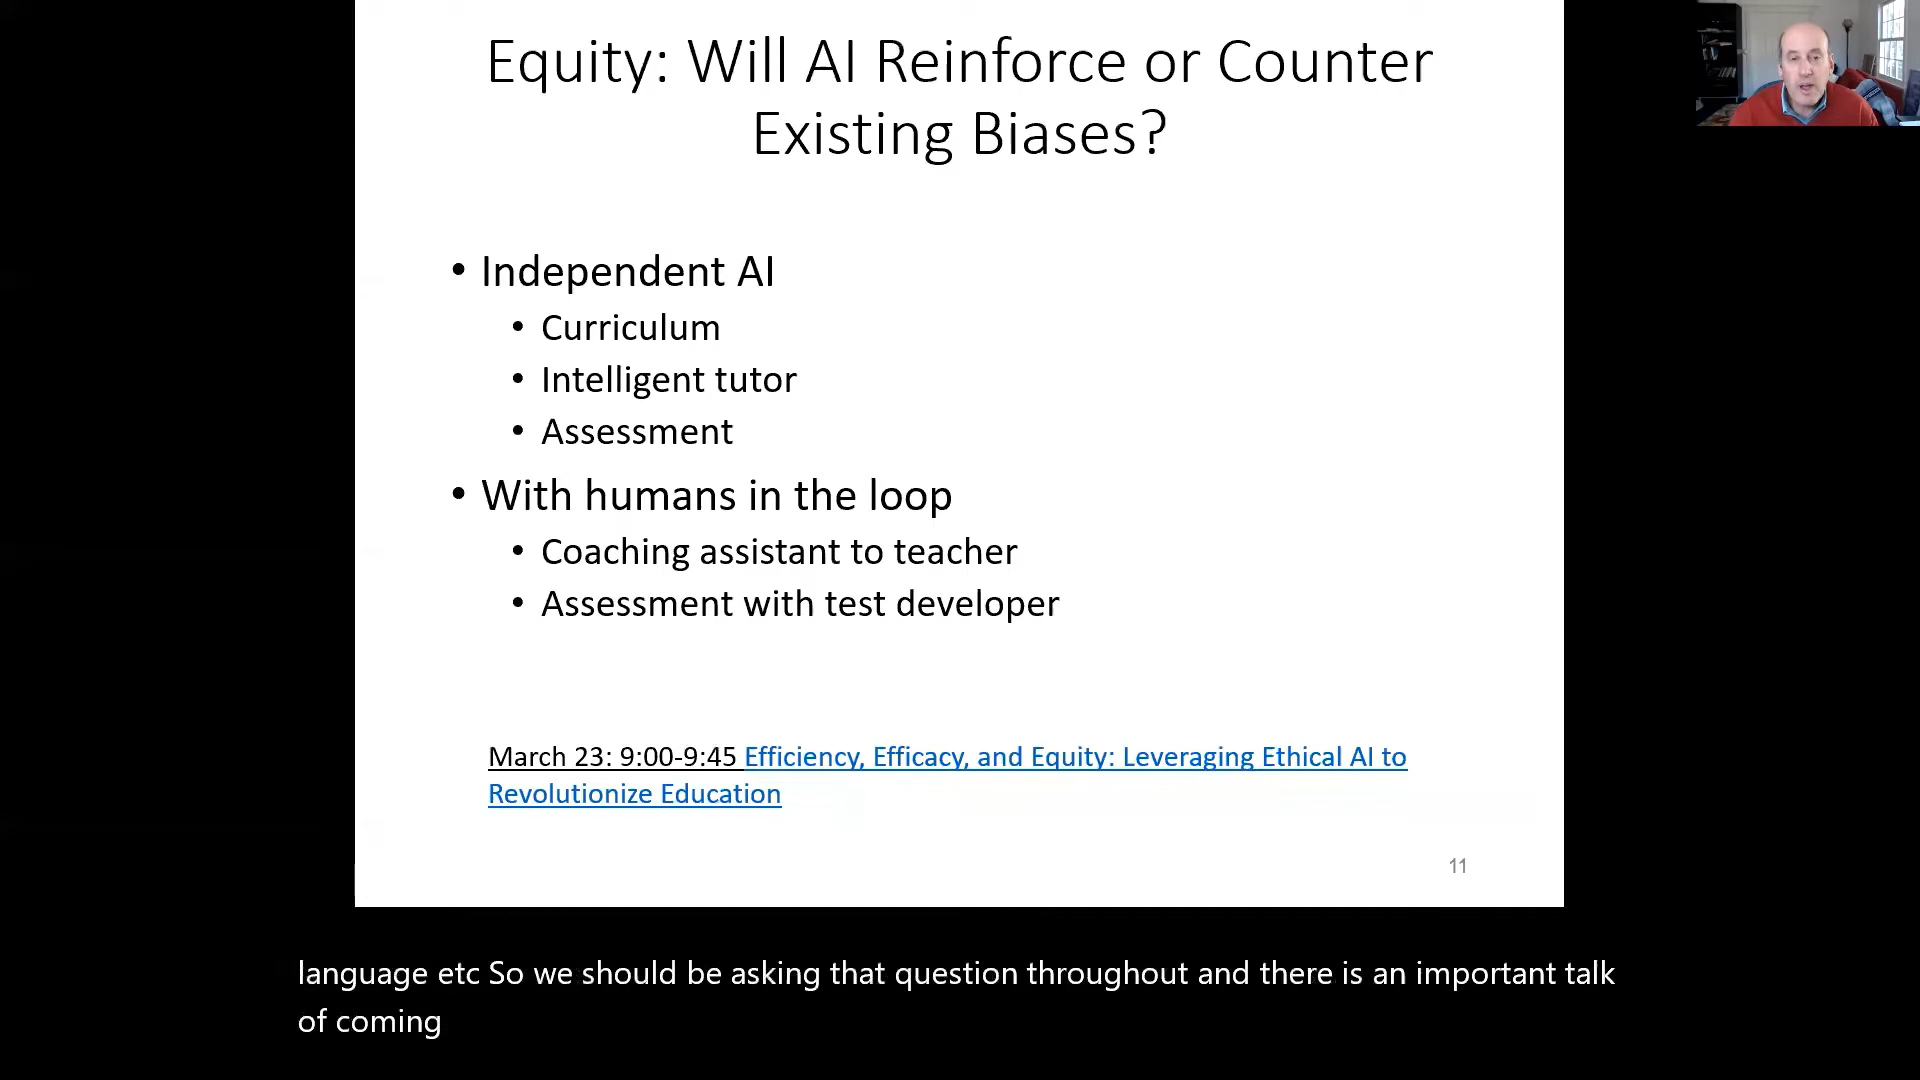 Equity: Will AI Reinforce or Counter
Existing Biases?
• Independent AI
• Curriculum
• Intelligent tutor
• Assessment
• With humans in the loop
• Coaching assistant to teacher
• Assessment with test developer
March 23: 9:00-9:45 Efficiency, Efficacy, and Equity: Leveraging Ethical AI to
Revolutionize Education
11
language etc So we should be asking that question throughout and there is an important talk
of coming